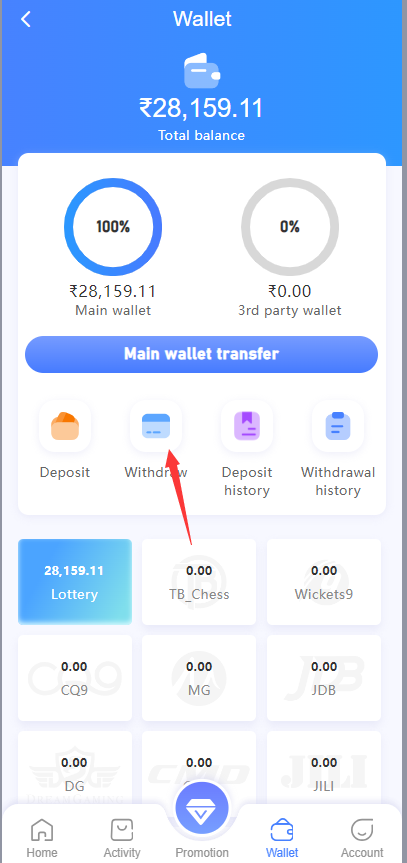 Wallet
₹28,159.11
Total balance
100%
0%
₹28,159.11
₹0.00
Main wallet
3rd party wallet
Main wallet transfer
Deposit
Withdraw
Deposit history
Withdrawal history
28,159.11
Lottery
0.00
TB_Chess
0.00
Wickets9
0.00
CQ9
0.00
MG
0.00
JDB
0.00
DG
0.00
0.00
JILI
Home
Activity
Promotion
Wallet
Account